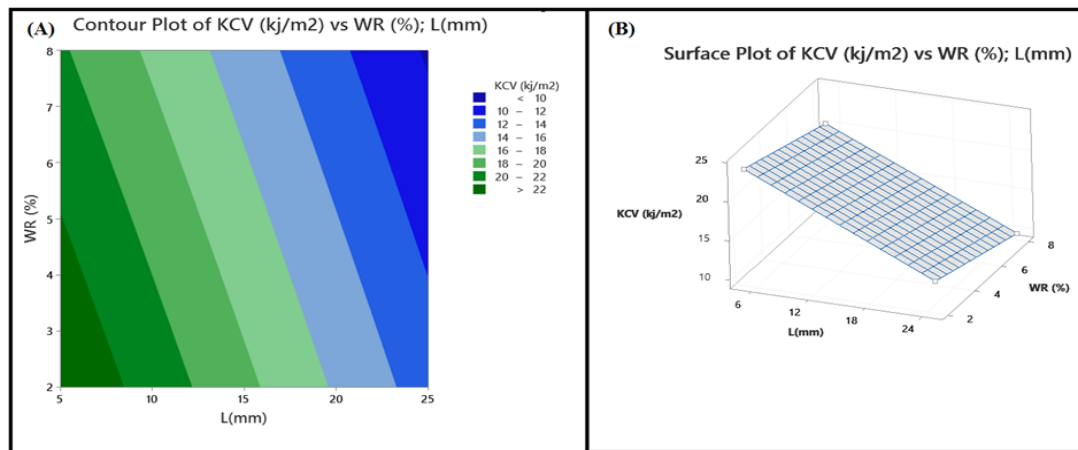 (A)
Contour Plot of KCV (kj/m2) vs WR (%); L(mm)
8
7
6
5
4
3
2
WR (%)
5
10
15
20
25
L(mm)
KCV (kj/m2)
< 10
10 – 12
12 – 14
14 – 16
16 – 18
18 – 20
20 – 22
> 22
(B)
Surface Plot of KCV (kj/m2) vs WR (%); L(mm)
25
20
15
10
KCV (kj/m2)
6
12
18
24
L(mm)
2
4
6
8
WR (%)